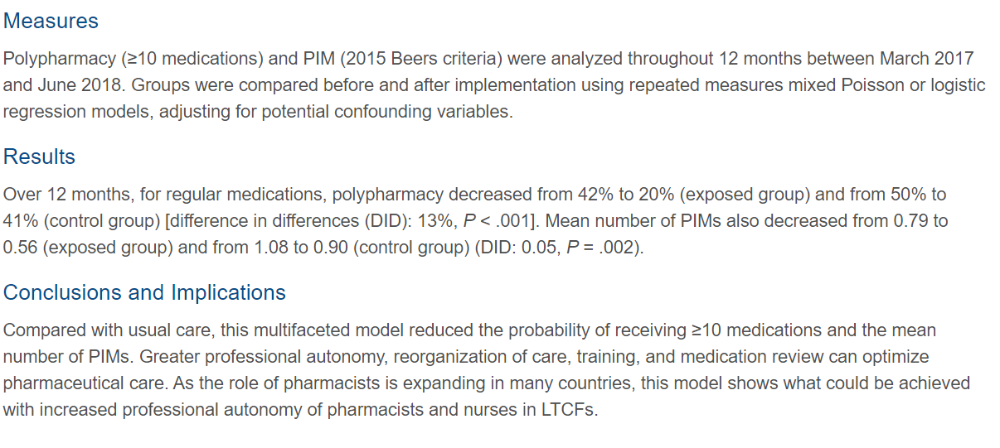 Measures
Polypharmacy (≥10 medications) and PIM (2015 Beers criteria) were analyzed throughout 12 months between March 2017
and June 2018. Groups were compared before and after implementation using repeated measures mixed Poisson or logistic
regression models, adjusting for potential confounding variables.
Results
Over 12 months, for regular medications, polypharmacy decreased from 42% to 20% (exposed group) and from 50% to
41% (control group) [difference in differences (DID): 13%, P < .001]. Mean number of PIMs also decreased from 0.79 to
0.56 (exposed group) and from 1.08 to 0.90 (control group) (DID: 0.05, P = .002).
Conclusions and Implications
Compared with usual care, this multifaceted model reduced the probability of receiving ≥10 medications and the mean
number of PIMs. Greater professional autonomy, reorganization of care, training, and medication review can optimize
pharmaceutical care. As the role of pharmacists is expanding in many countries, this model shows what could be achieved
with increased professional autonomy of pharmacists and nurses in LTCFs.